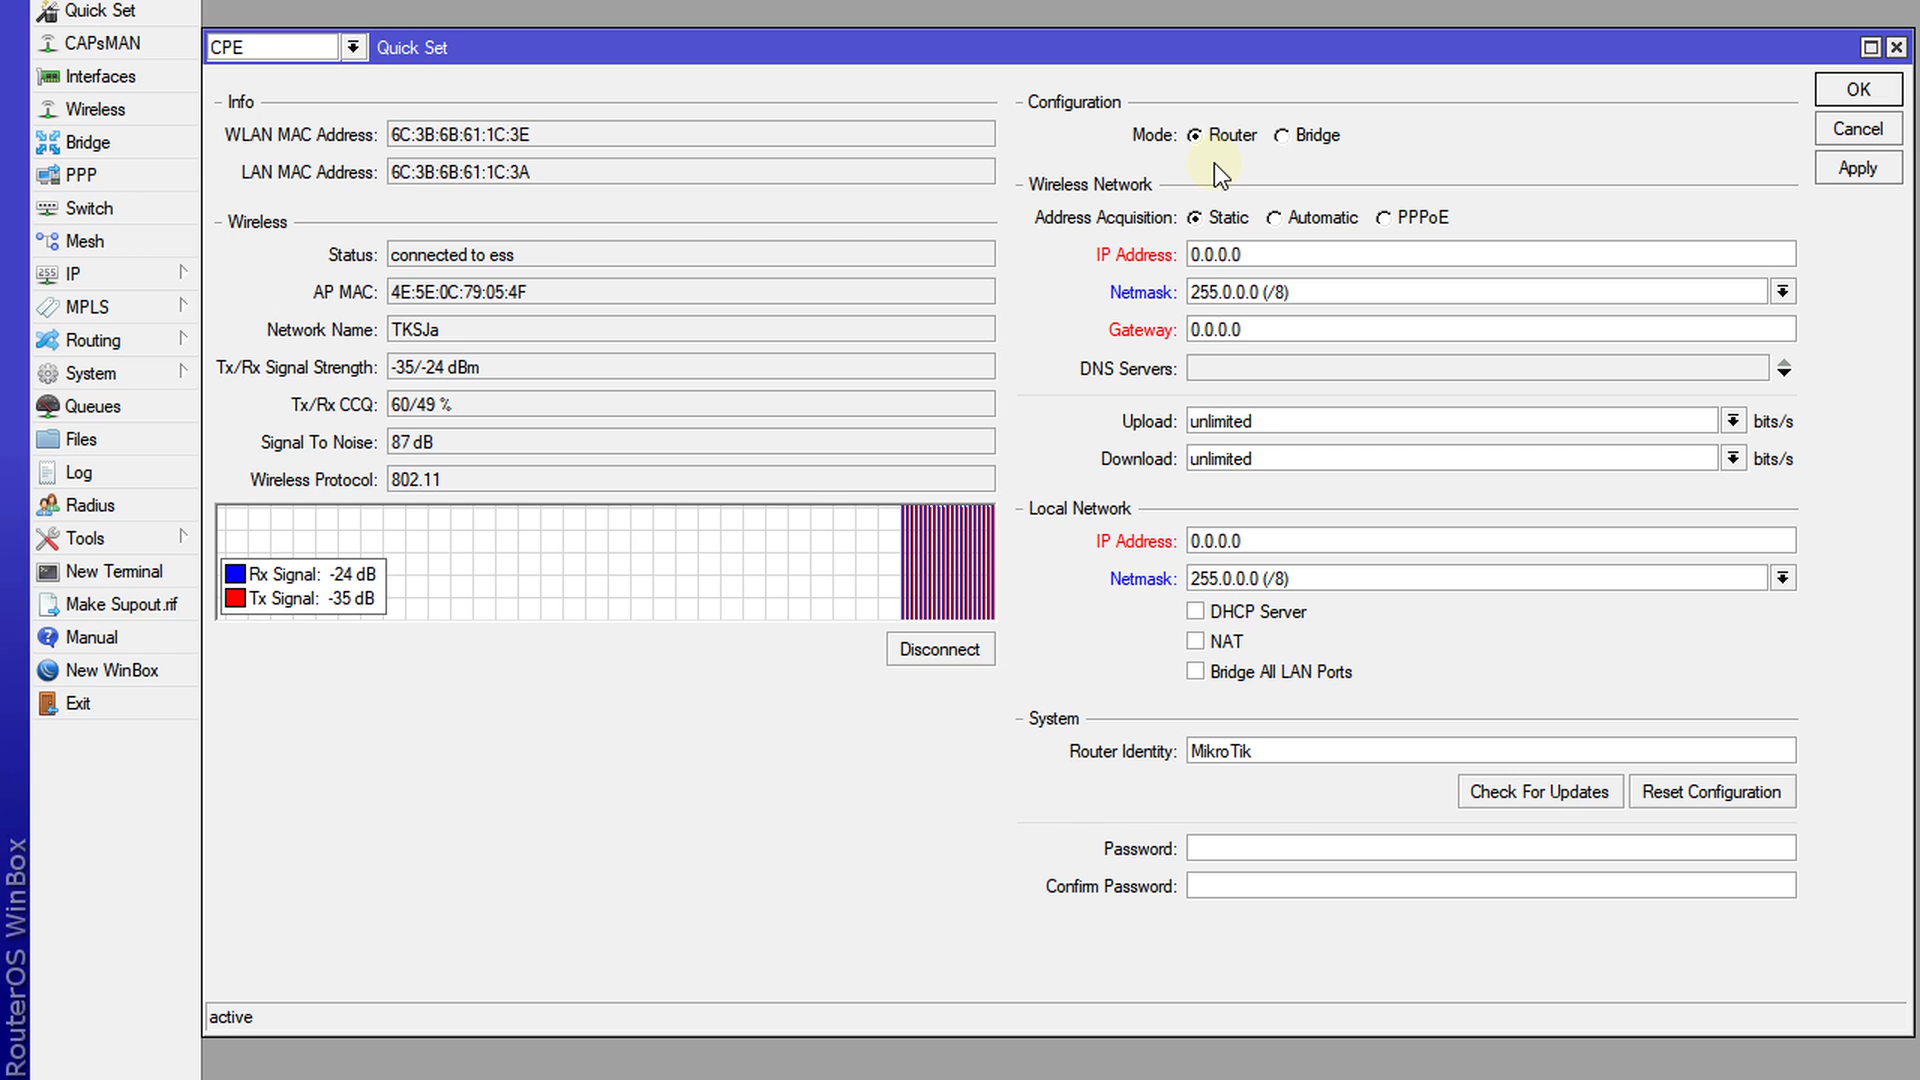 Quick Set
CAPsMAN
Interfaces
Wireless
Bridge
PPP
Switch
Mesh
IP
MPLS
Routing
System
Queues
Files
Log
Radius
Tools
New Terminal
Make Supout.rif
Manual
New WinBox
Exit
RouterOS WinBox
CPE Quick Set
Info
WLAN MAC Address: 6C:3B:6B:61:1C:3E
LAN MAC Address: 6C:3B:6B:61:1C:3A
Wireless
Status: connected to ess
AP MAC: 4E:5E:0C:79:05:4F
Network Name: TKSJa
Tx/Rx Signal Strength: -35/-24 dBm
Tx/Rx CCQ: 60/49 %
Signal To Noise: 87 dB
Wireless Protocol: 802.11
Rx Signal: -24 dB
Tx Signal: -35 dB
Disconnect
Configuration
Mode: Router Bridge
Wireless Network
Address Acquisition: Static Automatic PPPoE
IP Address: 0.0.0.0
Netmask: 255.0.0.0 (/8)
Gateway: 0.0.0.0
DNS Servers:
Upload: unlimited bits/s
Download: unlimited bits/s
Local Network
IP Address: 0.0.0.0
Netmask: 255.0.0.0 (/8)
DHCP Server
NAT
Bridge All LAN Ports
System
Router Identity: MikroTik
Check For Updates Reset Configuration
Password:
Confirm Password:
OK
Cancel
Apply
active